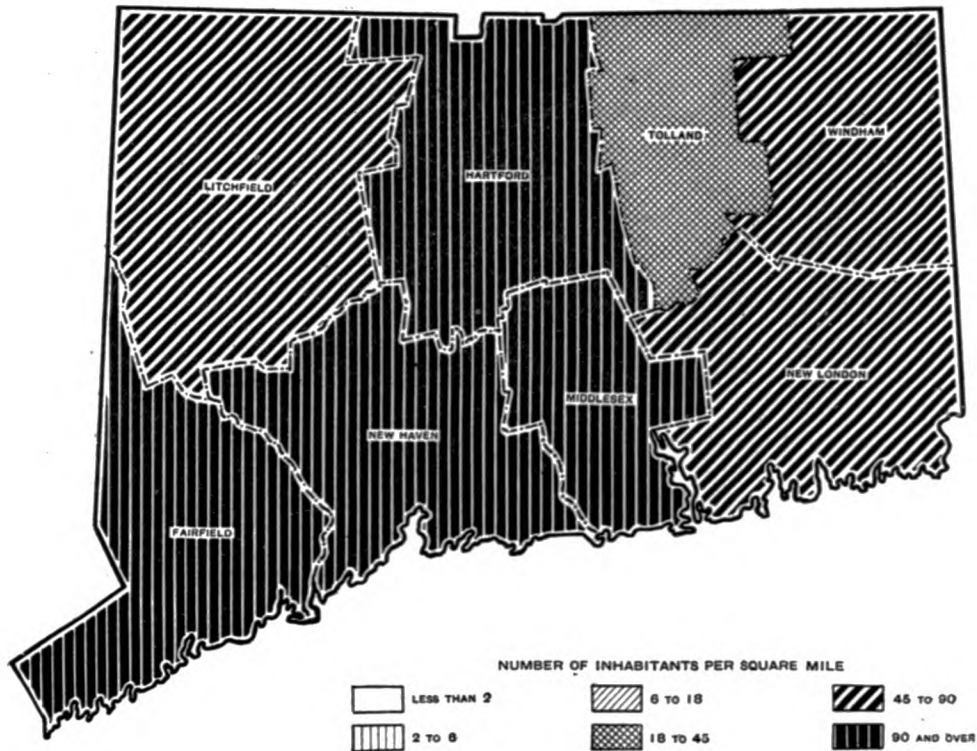 TOLLAND
WINDHAM
HARTFORD
LITCHFIELD
NEW LONDON
MIDDLESEX
NEW HAVEN
FAIRFIELD
NUMBER OF INHABITANTS PER SQUARE MILE
LESS THAN 2
6 TO 18
45 TO 90
2 TO 6
18 TO 45
90 AND OVER